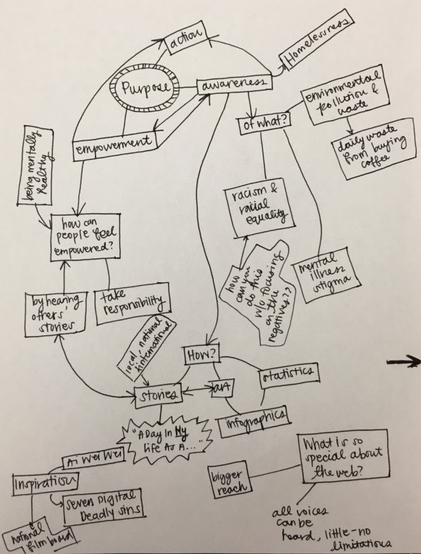 action
Homelessness
Purpose
awareness
environmental
pollution &
waste
of what?
empowerment
daily waste
from buying
coffee
being mentally
healthy
racism
&
racial
equality
how can
people feel
empowered?
how
can you
do this
w/o focusing
on the
negatives??
mental
illness
stigma
by hearing
others'
stories
take
responsibility
local, national
international
How?
statistics
stories
art
infographics
"A Day In My
Life As A...
What is so
special about
the web?
Ai Wei Wei
Inspiration
bigger
reach
Seven Digital
Deadly Sins
national
film board
all voices
can be
heard, little-no
limitations